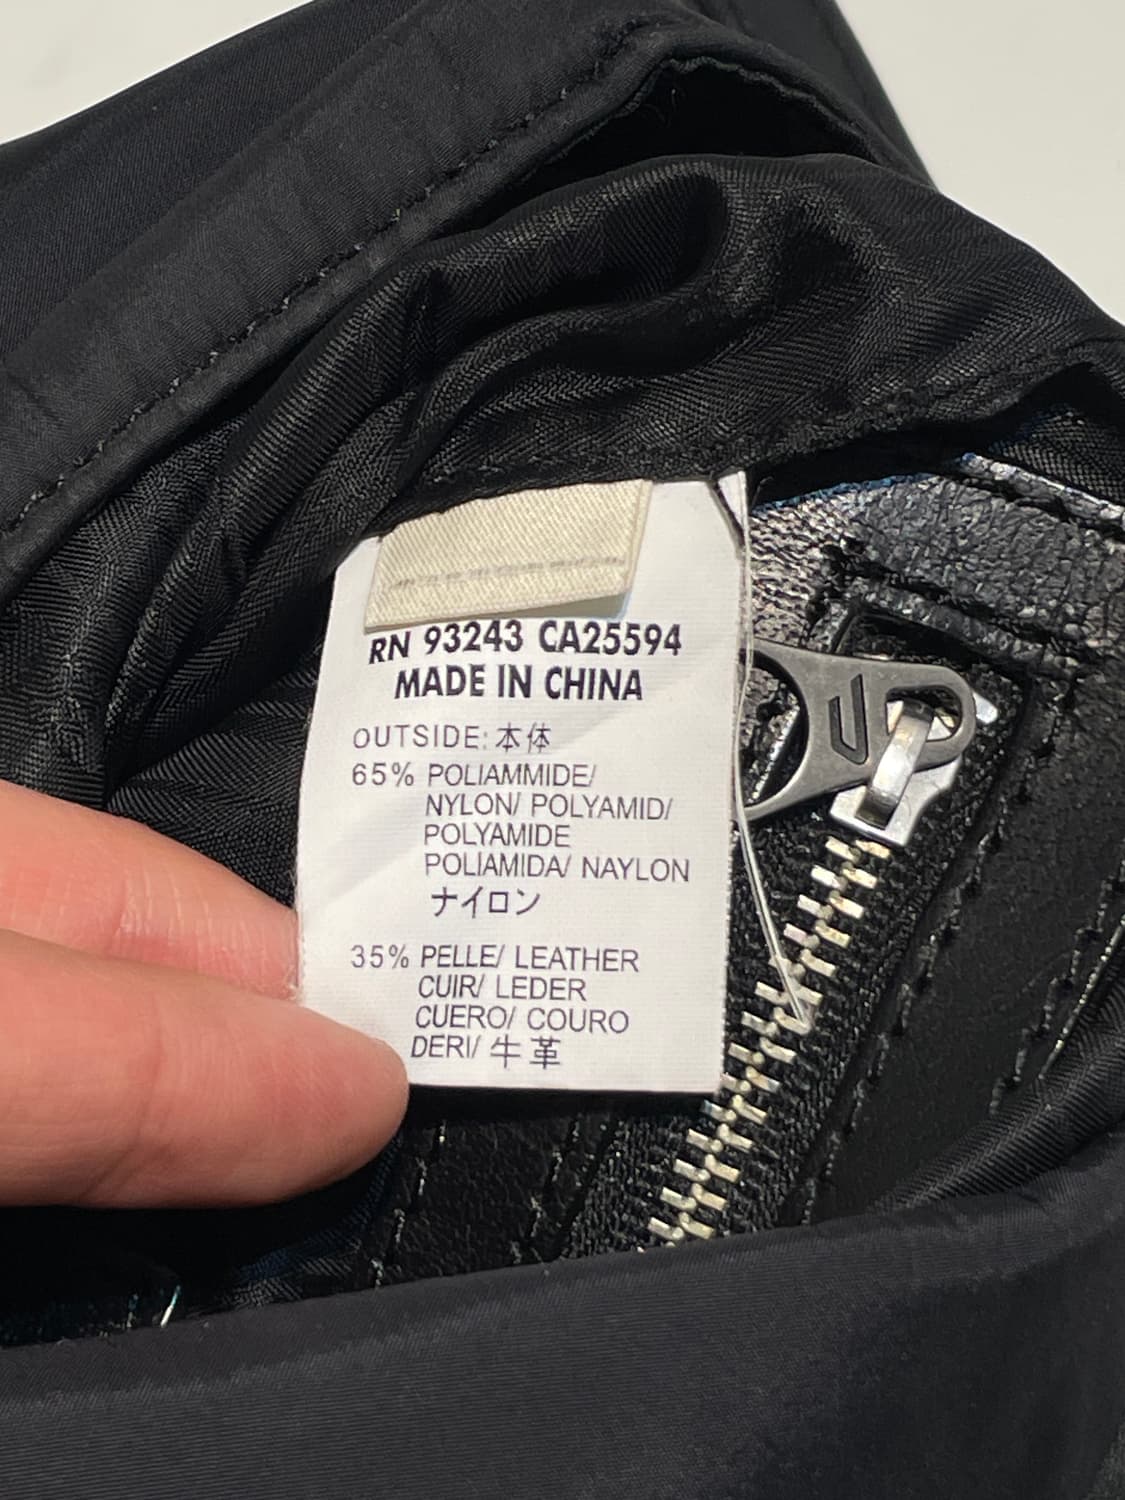 RN 93243 CA25594
MADE IN CHINA
OUTSIDE: 本体
65% POLIAMMIDE/
NYLON/ POLYAMID/
POLYAMIDE
POLIAMIDA/ NAYLON
ナイロン
35% PELLE/ LEATHER
CUIR/ LEDER
CUERO/ COURO
DERI/ 牛革